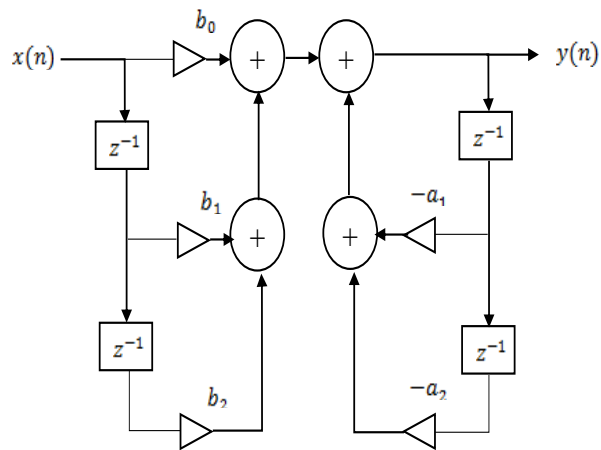 b₀
x(n) + + y(n)
z⁻¹ z⁻¹
b₁ −a₁
+ +
z⁻¹ z⁻¹
b₂ −a₂